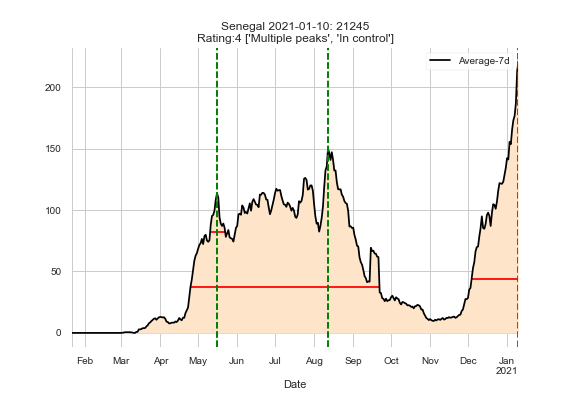 Senegal 2021-01-10: 21245
Rating:4 ['Multiple peaks', 'In control']
Average-7d
200
150
100
50
0
Feb Mar Apr May Jun Jul Aug Sep Oct Nov Dec Jan
2021
Date